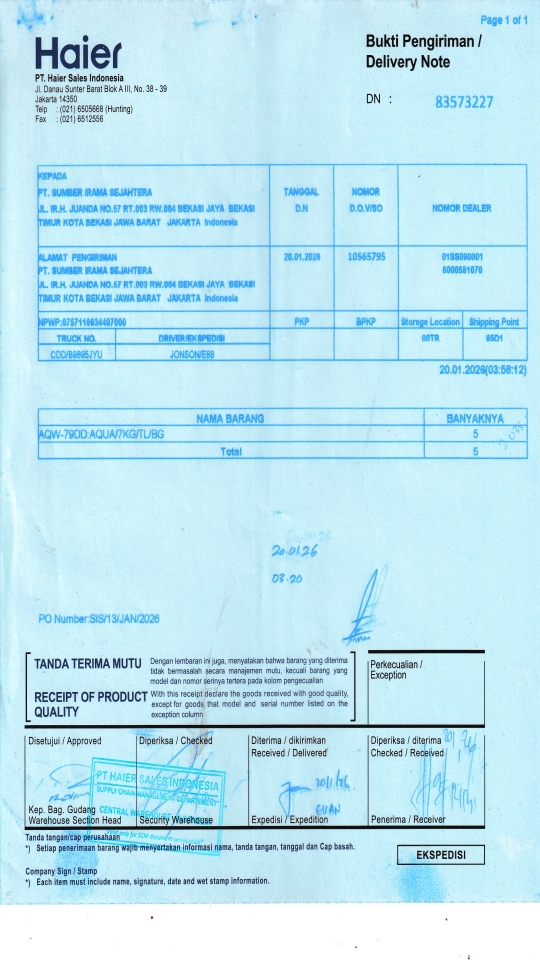 Page 1 of 1
Haier
Bukti Pengiriman /
Delivery Note
PT. Haier Sales Indonesia
Jl. Danau Sunter Barat Blok A III, No. 38 - 39
Jakarta 14350
Telp : (021) 6505668 (Hunting)
Fax : (021) 6512556
DN : 83573227
KEPADA
PT. SUMBER IRAMA SEJAHTERA
JL. IR.H. JUANDA NO.57 RT.003 RW.004 BEKASI JAYA BEKASI
TIMUR KOTA BEKASI JAWA BARAT JAKARTA Indonesia
TANGGAL
D.N
NOMOR
D.O.V/SO
NOMOR DEALER
ALAMAT PENGIRIMAN
PT. SUMBER IRAMA SEJAHTERA
JL. IR.H. JUANDA NO.57 RT.003 RW.004 BEKASI JAYA BEKASI
TIMUR KOTA BEKASI JAWA BARAT JAKARTA Indonesia
20.01.2026
10565795
NPWP:
PKP
BPKP
Storege Location
Shipping Point
TRUCK NO.
DRIVER/EKSPEDISI
00TR
JONSON/E88
20.01.2026(03:58:12)
NAMA BARANG
BANYAKNYA
AQW-79DD:AQUA/7KG/TL/BG
5
Total
5
20.01.26
03.20
PO Number:SIS/13/JAN/2026
TANDA TERIMA MUTU
Dengan lembaran ini juga, menyatakan bahwa barang yang diterima
tidak bermasalah secara manajemen mutu, kecuali barang yang
model dan nomor serinya tertera pada kolom pengecualian
RECEIPT OF PRODUCT
QUALITY
With this receipt declare the goods received with good quality,
except for goods that model and serial number listed on the
exception column
Perkecualian /
Exception
Disetujui / Approved
Diperiksa / Checked
Diterima / dikirimkan
Received / Delivered
Diperiksa / diterima
Checked / Received
PT HAIER SALES INDONESIA
SUPPLY CHAIN MANAGEMENT DEPARTEMENT
CENTRAL
Kep. Bag. Gudang
Warehouse Section Head
Security Warehouse
Expedisi / Expedition
Penerima / Receiver
Tanda tangan/cap perusahaan
*) Setiap penerimaan barang wajib menyertakan informasi nama, tanda tangan, tanggal dan Cap basah.
EKSPEDISI
Company Sign / Stamp
*) Each item must include name, signature, date and wet stamp information.